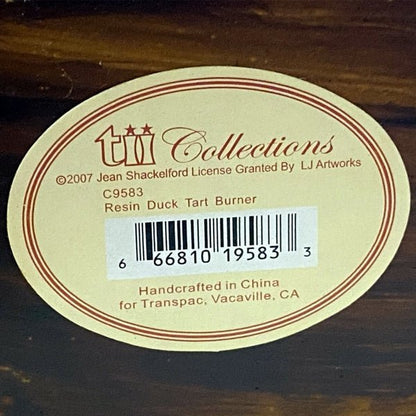 tii Collections
©2007 Jean Shackelford License Granted By LJ Artworks
C9583
Resin Duck Tart Burner
6 66810 19583 3
Handcrafted in China
for Transpac, Vacaville, CA